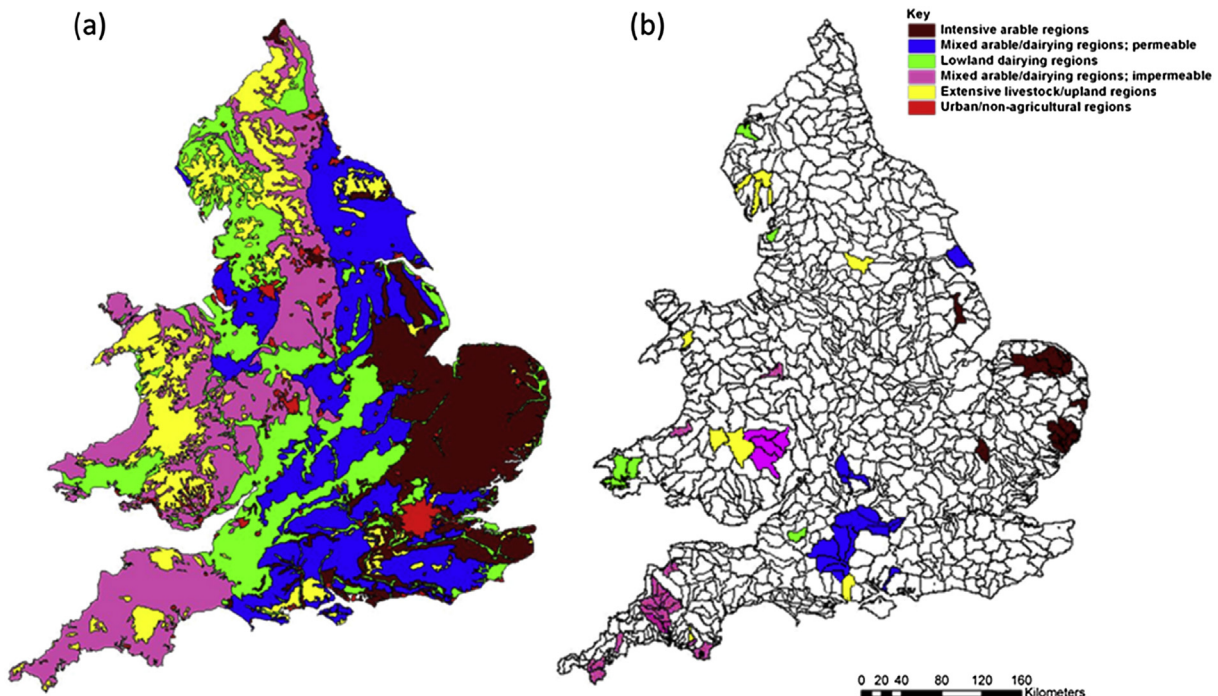 (a)
(b)
Key
Intensive arable regions
Mixed arable/dairying regions; permeable
Lowland dairying regions
Mixed arable/dairying regions; impermeable
Extensive livestock/upland regions
Urban/non-agricultural regions
0 20 40 80 120 160
Kilometers